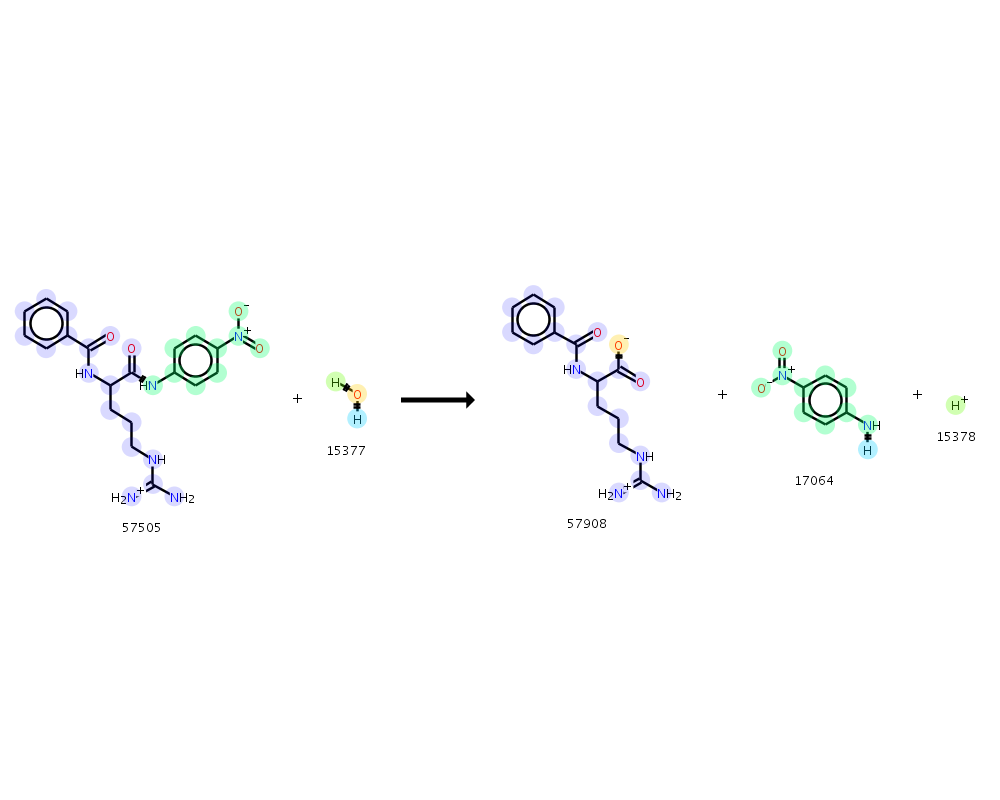 O⁻
O
O
N⁺
O
HN
HN
NH
H₂N⁺
NH₂
57505
+
H
O
H
15377
O
O⁻
HN
O
NH
H₂N⁺
NH₂
57908
+
O
N⁺
O⁻
NH
H
17064
+
H⁺
15378